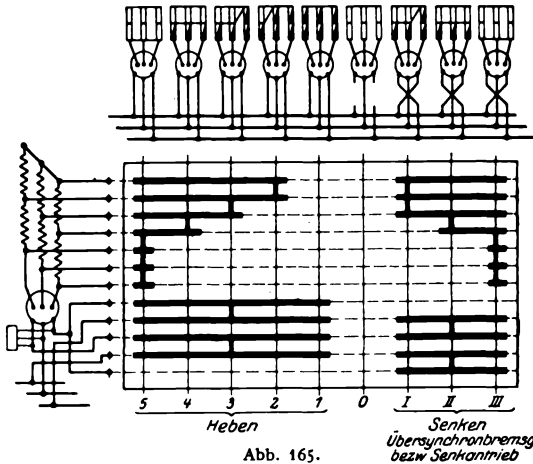 5 4 3 2 1 0 I II III
Heben
Senken
Übersynchronbremsg
bezw Senkantrieb
Abb. 165.